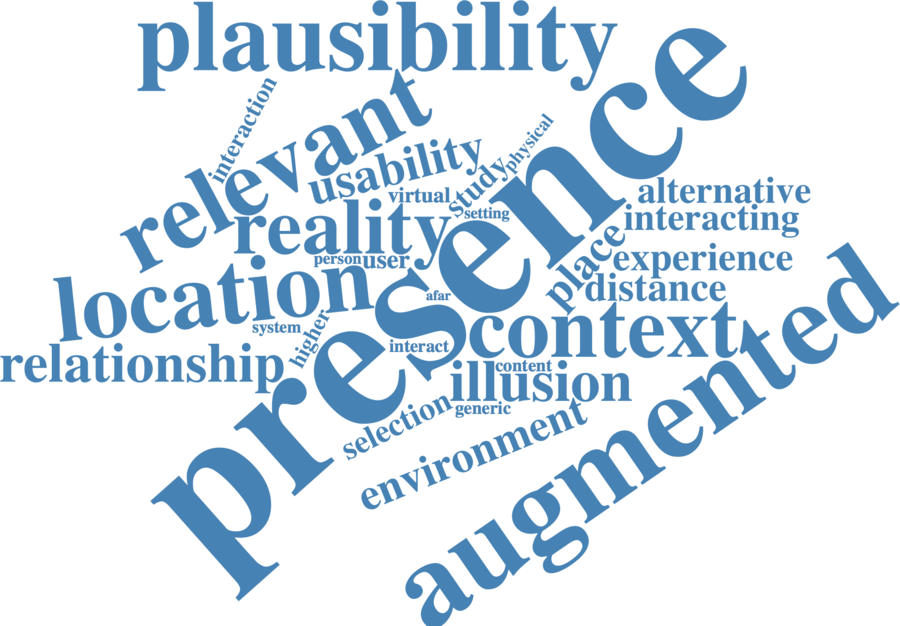 plausibility
presence
interaction
relevant
usability
physical
study
virtual
setting
alternative
reality
interacting
place
person
user
experience
location
distance
afar
system
higher
context
interact
relationship
content
illusion
selection
generic
environment
augmented